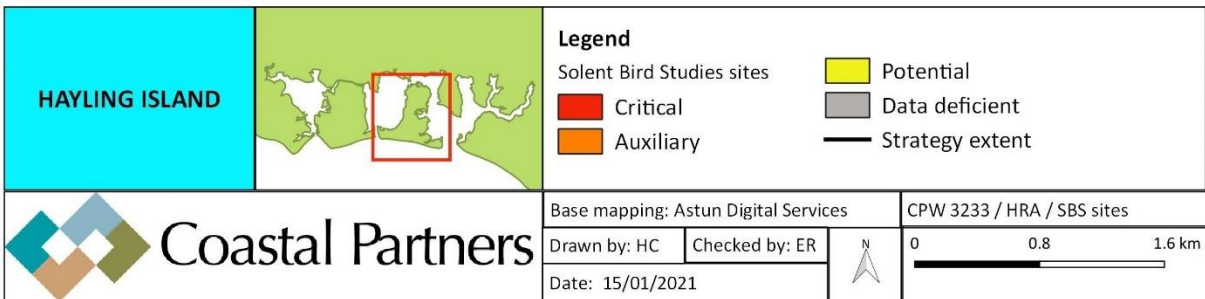 HAYLING ISLAND
Legend
Solent Bird Studies sites
Critical
Auxiliary
Potential
Data deficient
Strategy extent
Coastal Partners
Base mapping: Astun Digital Services
CPW 3233 / HRA / SBS sites
Drawn by: HC
Checked by: ER
N
0 0.8 1.6 km
Date: 15/01/2021